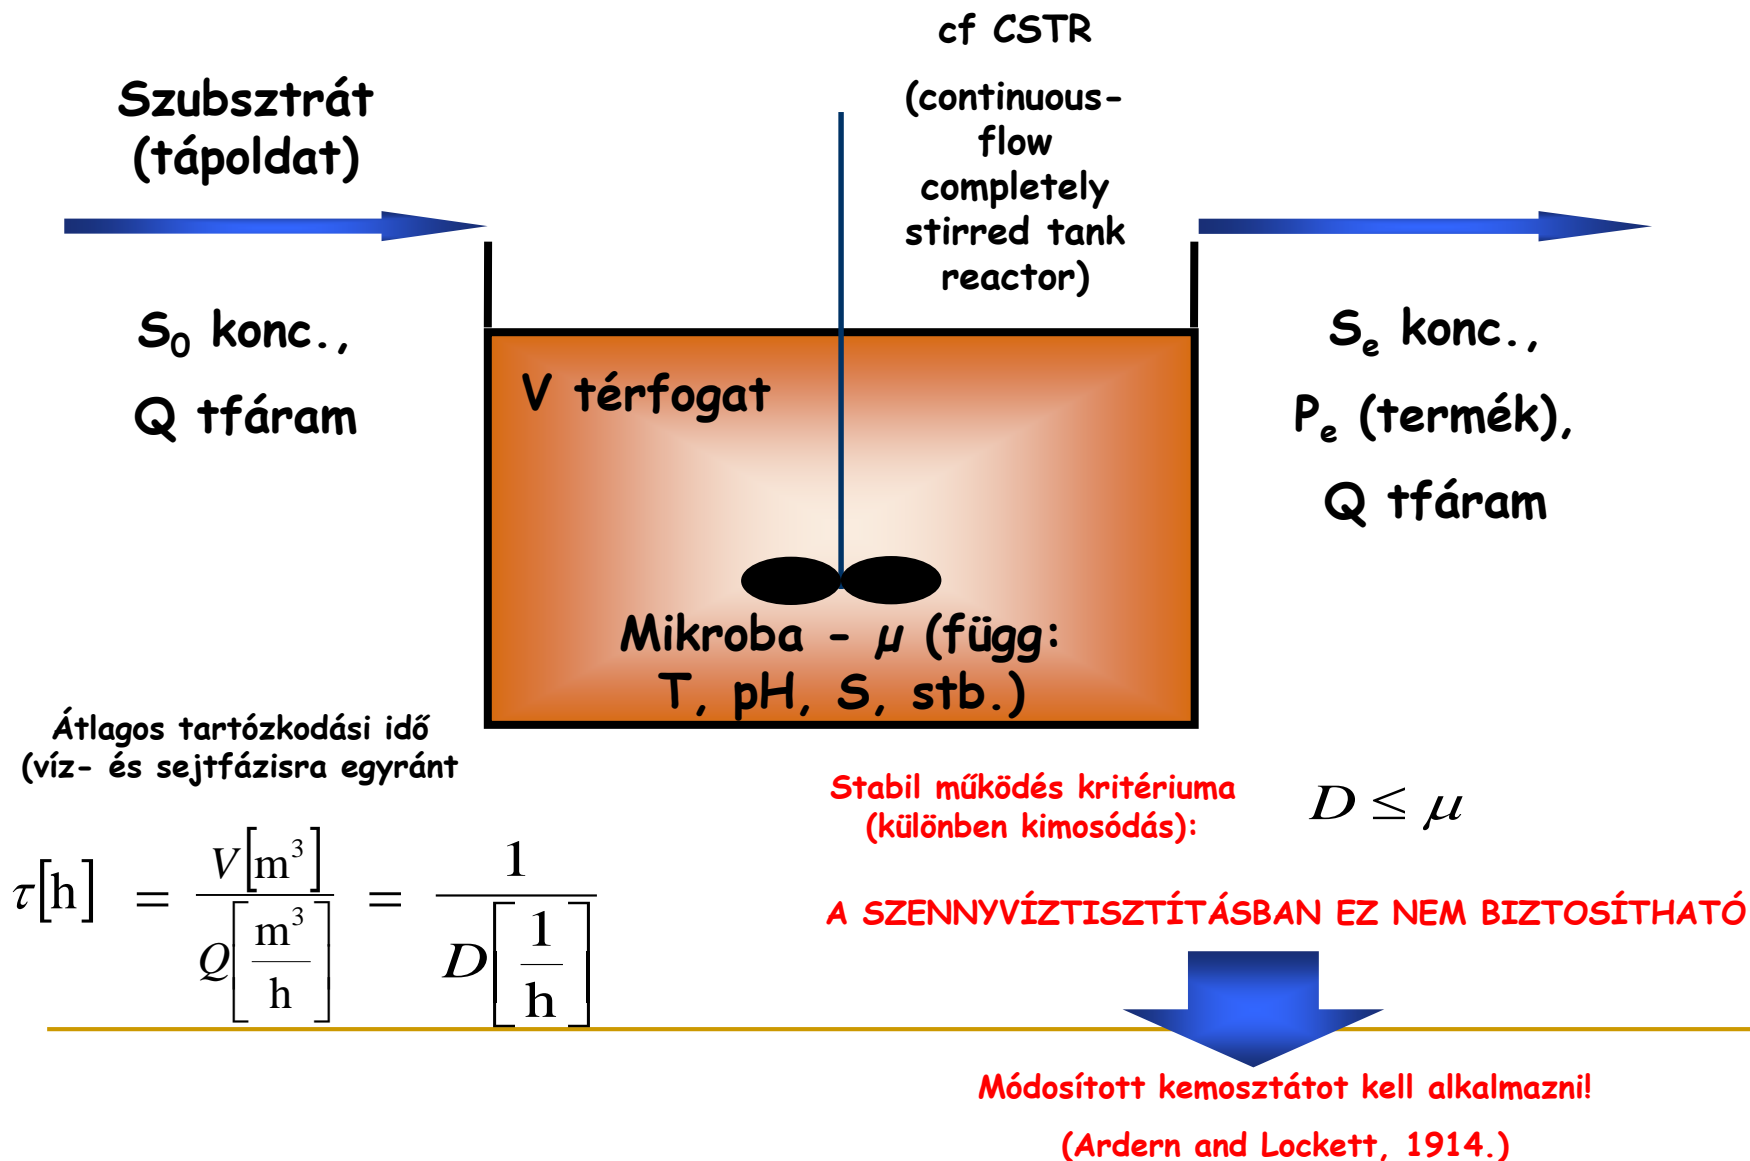 cf CSTR
(continuous-
flow
completely
stirred tank
reactor)
Szubsztrát
(tápoldat)
S₀ konc.,
Q tfáram
V térfogat
Mikroba - μ (függ:
T, pH, S, stb.)
Sₑ konc.,
Pₑ (termék),
Q tfáram
Átlagos tartózkodási idő
(víz- és sejtfázisra egyránt
τ[h] = V[m³] / Q[m³/h] = 1 / D[1/h]
Stabil működés kritériuma
(különben kimosódás):
D ≤ μ
A SZENNYVÍZTISZTÍTÁSBAN EZ NEM BIZTOSÍTHATÓ
Módosított kemosztátot kell alkalmazni!
(Ardern and Lockett, 1914.)